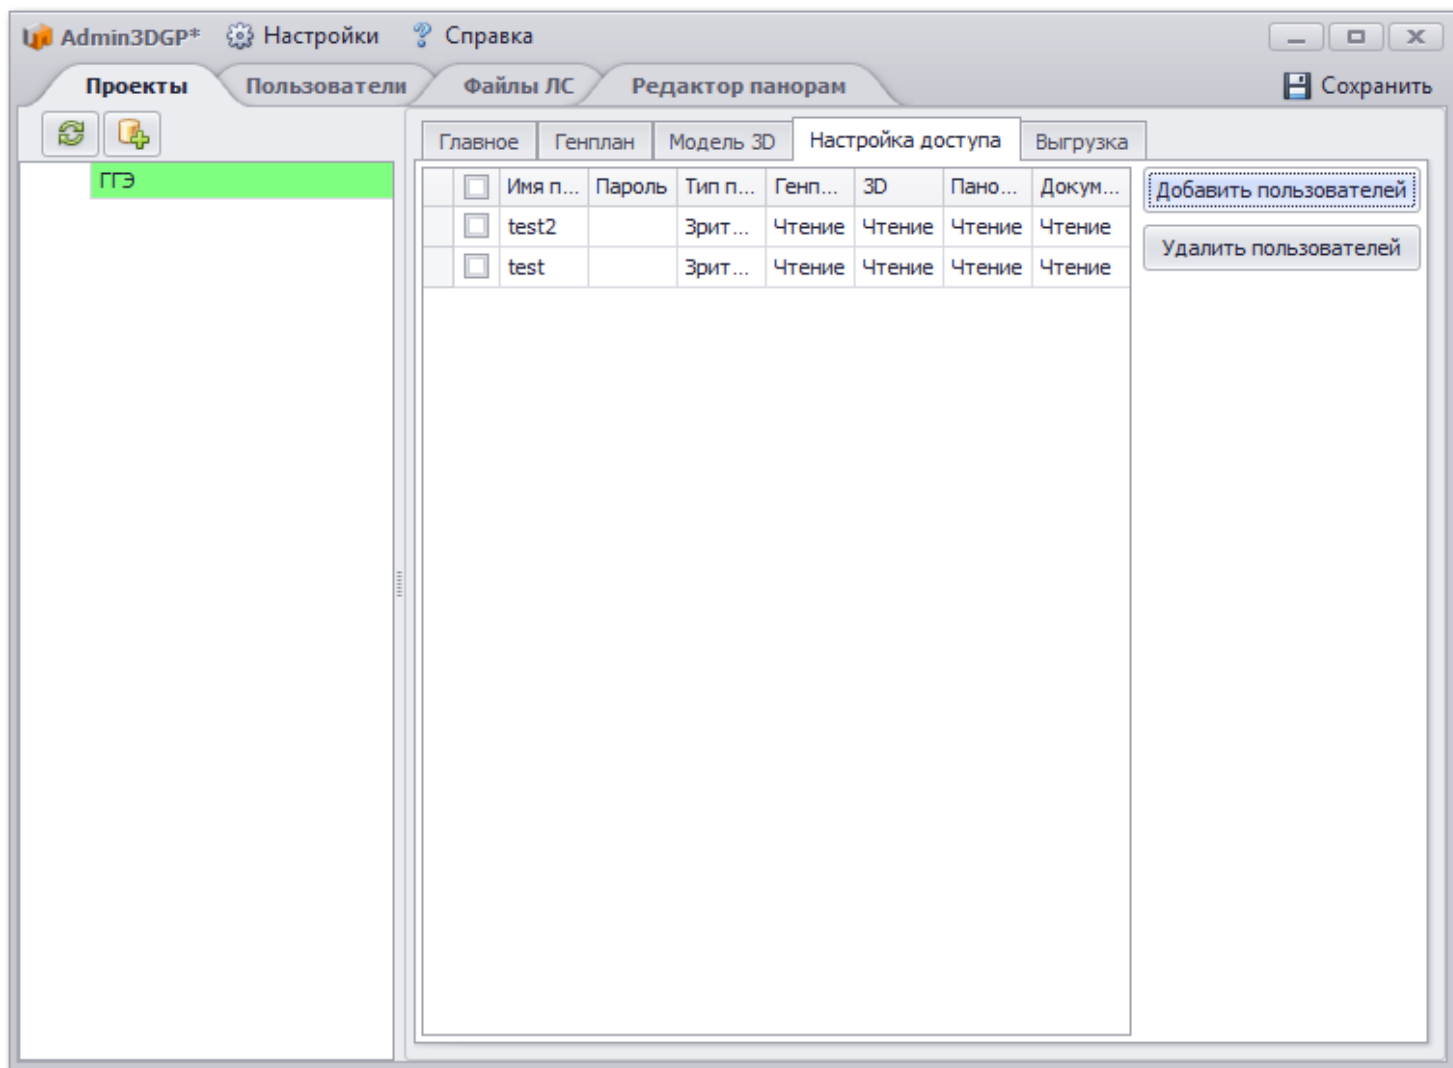 Admin3DGP* Настройки Справка
Проекты Пользователи Файлы ЛС Редактор панорам Сохранить
Главное Генплан Модель 3D Настройка доступа Выгрузка
ГГЭ
Имя п... Пароль Тип п... Генп... 3D Пано... Докум... Добавить пользователей
test2 Зрит... Чтение Чтение Чтение Чтение
Удалить пользователей
test Зрит... Чтение Чтение Чтение Чтение